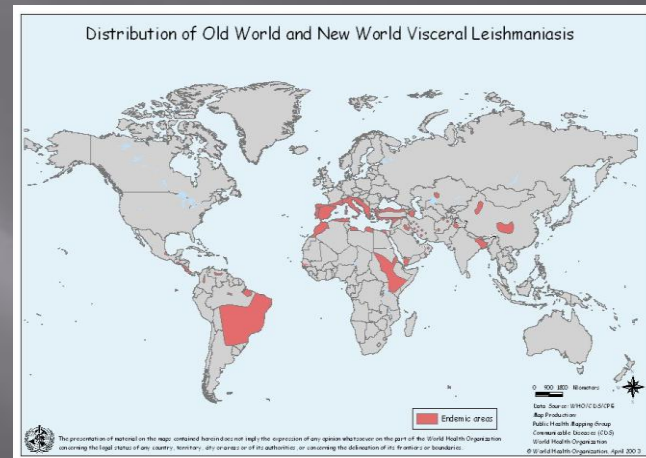 Distribution of Old World and New World Visceral Leishmaniasis
Endemic areas
0 900 1800 Kilometers
Data Source: WHO/CDS/CPE
Map Production:
Public Health Mapping Group
Communicable Diseases (CDS)
World Health Organization
© World Health Organization, April 2003
The presentation of material on the maps contained herein does not imply the expression of any opinion whatsoever on the part of the World Health Organization
concerning the legal status of any country, territory, city or areas or of its authorities, or concerning the delineation of its frontiers or boundaries.